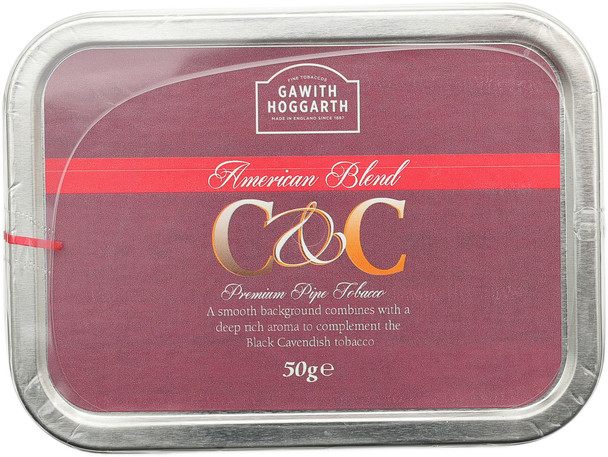 FINE TOBACCOS
GAWITH
HOGGARTH
MADE IN ENGLAND SINCE 1887
American Blend
C&C
Premium Pipe Tobacco
A smooth background combines with a
deep rich aroma to complement the
Black Cavendish tobacco
50g℮